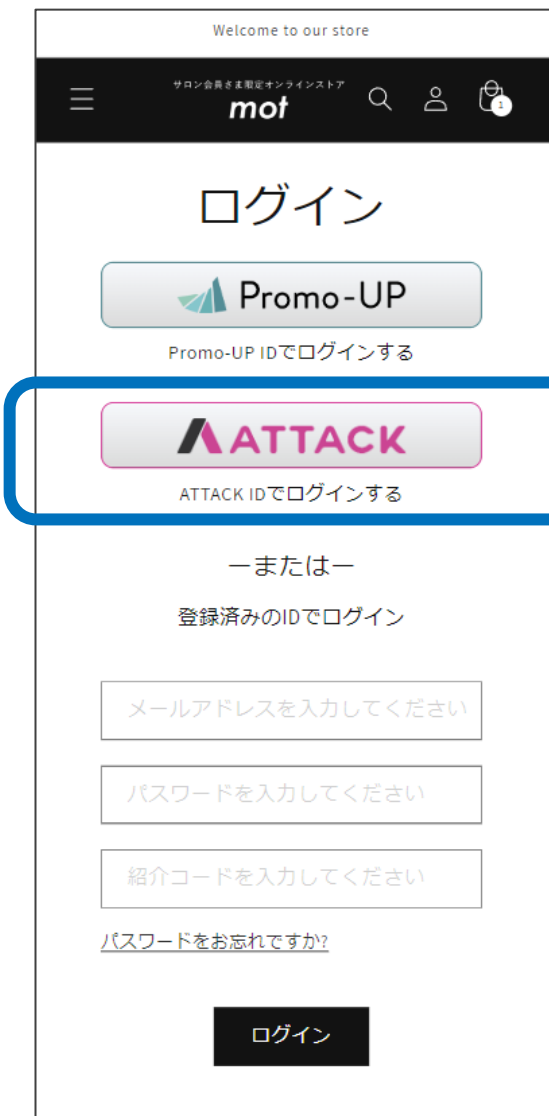 Welcome to our store
サロン会員さま限定オンラインストア
mot
1
ログイン
Promo-UP
Promo-UP IDでログインする
ATTACK
ATTACK IDでログインする
ーまたはー
登録済みのIDでログイン
メールアドレスを入力してください
パスワードを入力してください
紹介コードを入力してください
パスワードをお忘れですか?
ログイン